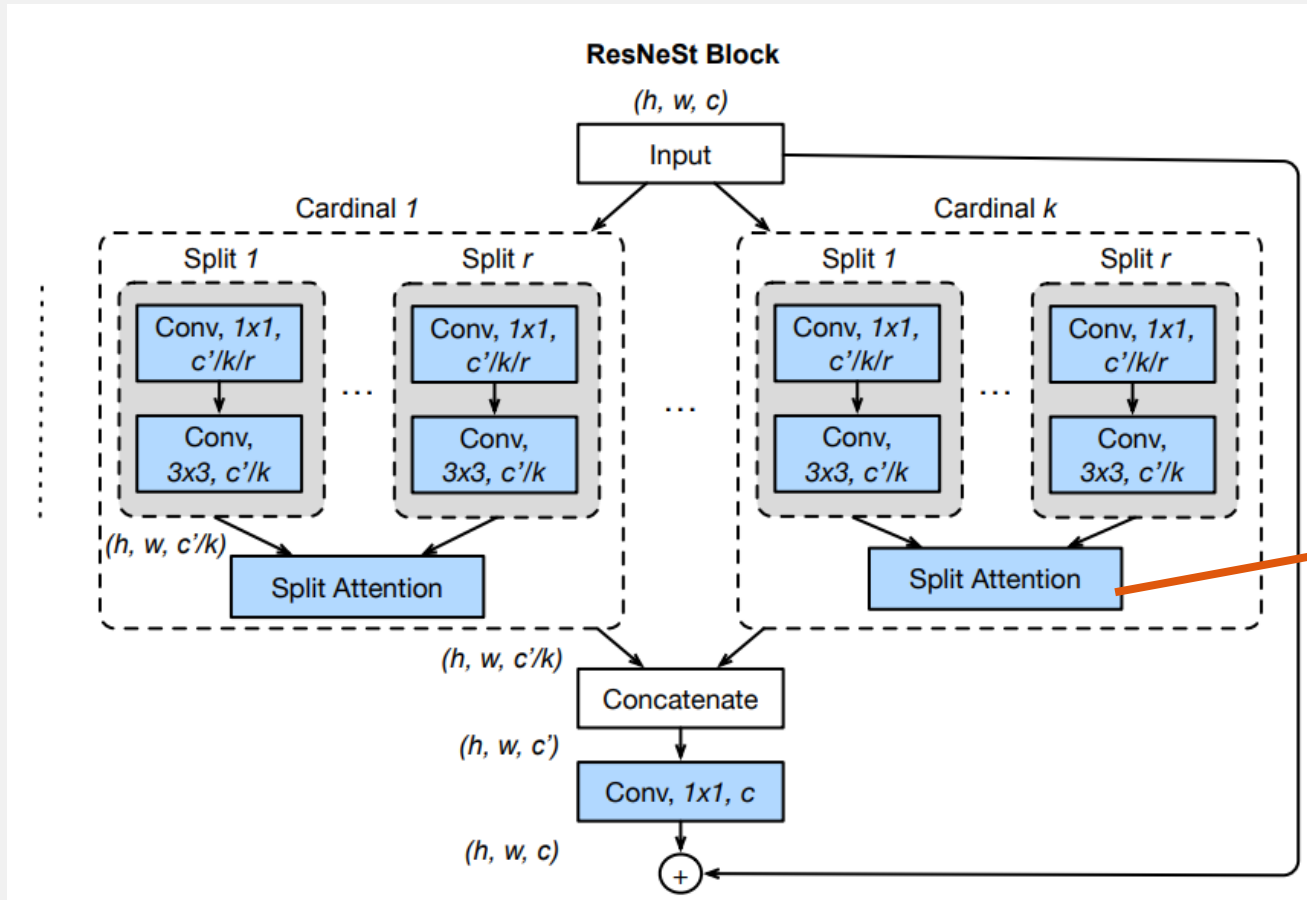 ResNeSt Block
(h, w, c)
Input
Cardinal 1
Cardinal k
Split 1
Split r
Split 1
Split r
Conv, 1x1,
c'/k/r
Conv, 1x1,
c'/k/r
Conv, 1x1,
c'/k/r
Conv, 1x1,
c'/k/r
...
...
...
Conv,
3x3, c'/k
Conv,
3x3, c'/k
Conv,
3x3, c'/k
Conv,
3x3, c'/k
(h, w, c'/k)
Split Attention
Split Attention
(h, w, c'/k)
Concatenate
(h, w, c')
Conv, 1x1, c
(h, w, c)
+